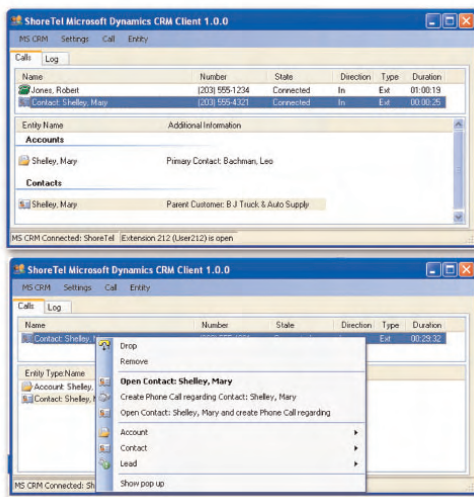 ShoreTel Microsoft Dynamics CRM Client 1.0.0
MS CRM Settings Call Entity
Calls Log
Name Number State Direction Type Duration
Jones, Robert (203) 555-1234 Connected In Ext 01:00:19
Contact: Shelley, Mary (203) 555-4321 Connected In Ext 00:00:25
Entity Name Additional Information
Accounts
Shelley, Mary Primary Contact: Bachman, Leo
Contacts
Shelley, Mary Parent Customer: B J Truck & Auto Supply
MS CRM Connected: ShoreTel Extension 212 (User212) is open
ShoreTel Microsoft Dynamics CRM Client 1.0.0
MS CRM Settings Call Entity
Calls Log
Name Number State Direction Type Duration
Contact: Shelley, Ext 00:29:32
Drop
Remove
Entity Type:Name
Account: Shelley,
Contact: Shelley,
Open Contact: Shelley, Mary
Create Phone Call regarding Contact: Shelley, Mary
Open Contact: Shelley, Mary and create Phone Call regarding
Account
Contact
Lead
Show pop up
MS CRM Connected: Sh